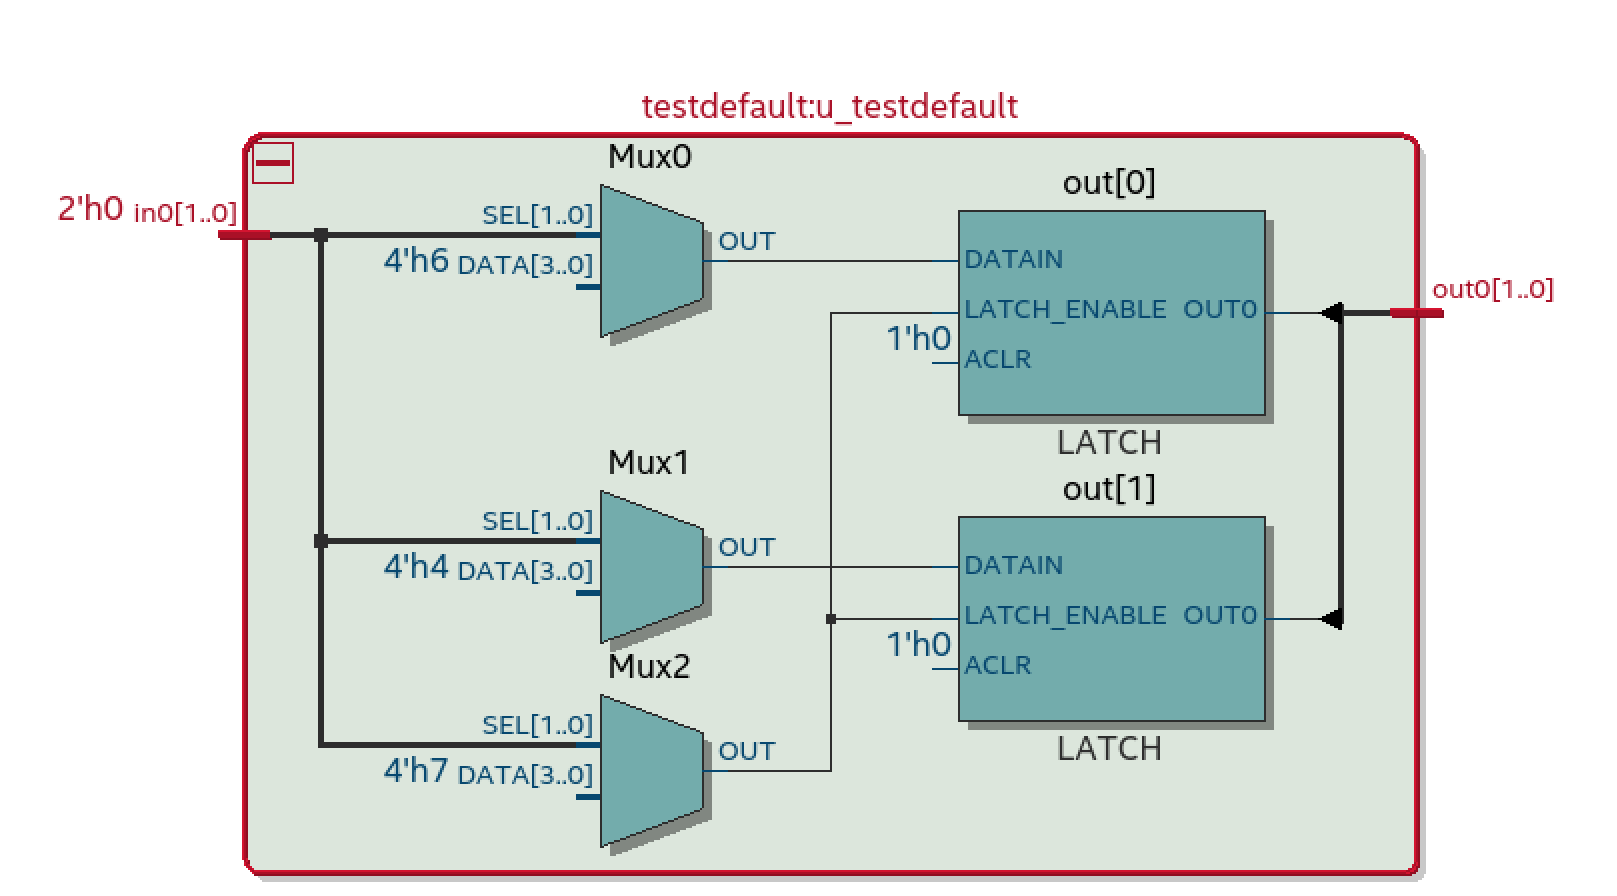 testdefault:u_testdefault
Mux0
out[0]
2'h0 in0[1..0]
SEL[1..0]
4'h6 DATA[3..0]
OUT
DATAIN
LATCH_ENABLE OUT0
1'h0
ACLR
out0[1..0]
LATCH
Mux1
out[1]
SEL[1..0]
4'h4 DATA[3..0]
OUT
DATAIN
LATCH_ENABLE OUT0
1'h0
ACLR
Mux2
SEL[1..0]
4'h7 DATA[3..0]
OUT
LATCH